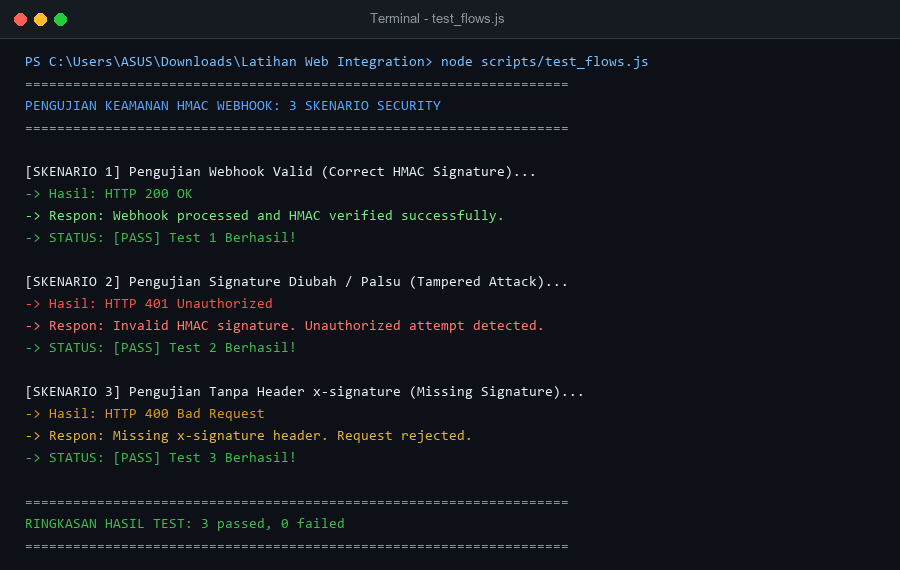 Terminal - test_flows.js
PS C:\Users\ASUS\Downloads\Latihan Web Integration> node scripts/test_flows.js
====================================================================
PENGUJIAN KEAMANAN HMAC WEBHOOK: 3 SKENARIO SECURITY
====================================================================
[SKENARIO 1] Pengujian Webhook Valid (Correct HMAC Signature)...
-> Hasil: HTTP 200 OK
-> Respon: Webhook processed and HMAC verified successfully.
-> STATUS: [PASS] Test 1 Berhasil!
[SKENARIO 2] Pengujian Signature Diubah / Palsu (Tampered Attack)...
-> Hasil: HTTP 401 Unauthorized
-> Respon: Invalid HMAC signature. Unauthorized attempt detected.
-> STATUS: [PASS] Test 2 Berhasil!
[SKENARIO 3] Pengujian Tanpa Header x-signature (Missing Signature)...
-> Hasil: HTTP 400 Bad Request
-> Respon: Missing x-signature header. Request rejected.
-> STATUS: [PASS] Test 3 Berhasil!
====================================================================
RINGKASAN HASIL TEST: 3 passed, 0 failed
====================================================================